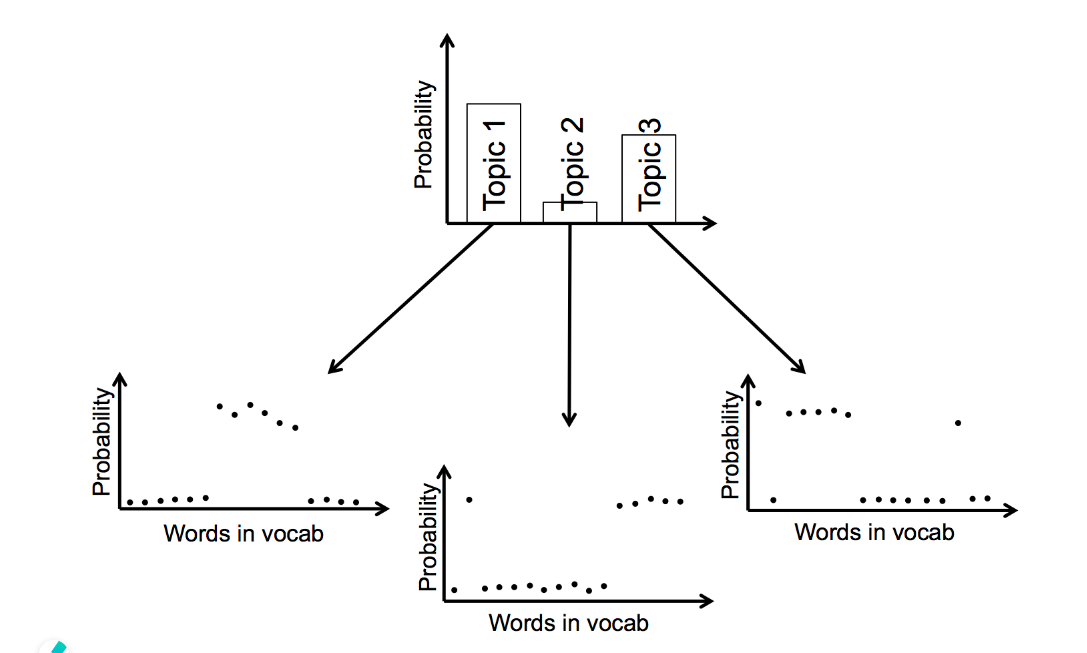 Probability
Topic 1
Topic 2
Topic 3
Probability
Words in vocab
Probability
Words in vocab
Probability
Words in vocab